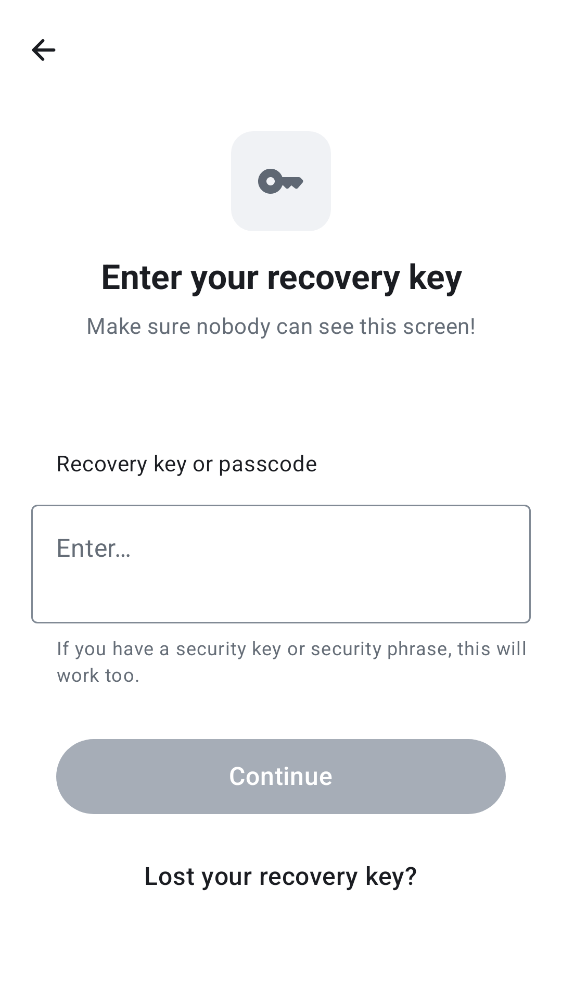 Enter your recovery key
Make sure nobody can see this screen!
Recovery key or passcode
Enter…
If you have a security key or security phrase, this will
work too.
Continue
Lost your recovery key?